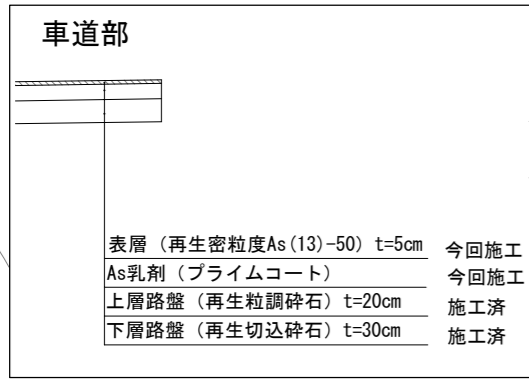 車道部
表層（再生密粒度As(13)-50）t=5cm 今回施工
As乳剤（プライムコート） 今回施工
上層路盤（再生粒調砕石）t=20cm 施工済
下層路盤（再生切込砕石）t=30cm 施工済